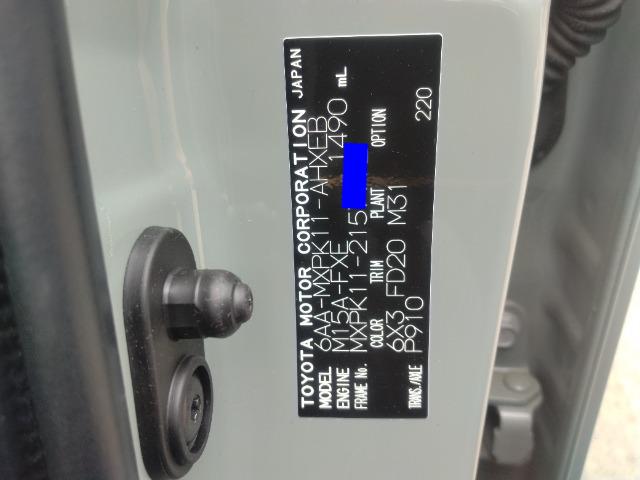 TOYOTA MOTOR CORPORATION JAPAN
MODEL 6AA-MXPK11-AHXEB
ENGINE M15A-FXE 1490 mL
FRAME No. MXPK11-215
COLOR TRIM PLANT OPTION
6X3 FD20 M31
TRANS./AXLE P910 220